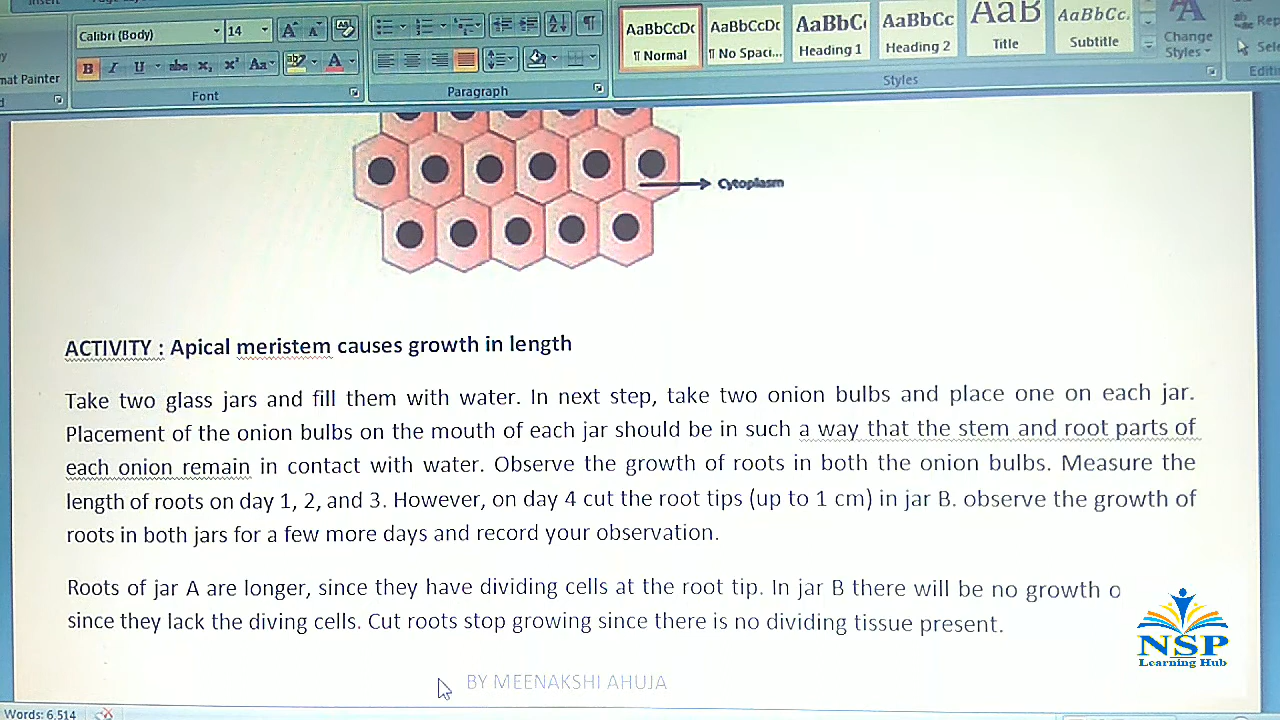 Insert
Calibri (Body) 14
mat Painter
B I U abc X₂ X² Aa
Font
Paragraph
AaBbCcDc AaBbCcDc AaBbC AaBbCc AaB AaBbCc.
¶ Normal ¶ No Spaci... Heading 1 Heading 2 Title Subtitle
Change
Styles
Styles
Cytoplasm
ACTIVITY : Apical meristem causes growth in length
Take two glass jars and fill them with water. In next step, take two onion bulbs and place one on each jar.
Placement of the onion bulbs on the mouth of each jar should be in such a way that the stem and root parts of
each onion remain in contact with water. Observe the growth of roots in both the onion bulbs. Measure the
length of roots on day 1, 2, and 3. However, on day 4 cut the root tips (up to 1 cm) in jar B. observe the growth of
roots in both jars for a few more days and record your observation.
Roots of jar A are longer, since they have dividing cells at the root tip. In jar B there will be no growth o
since they lack the diving cells. Cut roots stop growing since there is no dividing tissue present.
NSP
Learning Hub
BY MEENAKSHI AHUJA
Words: 6,514